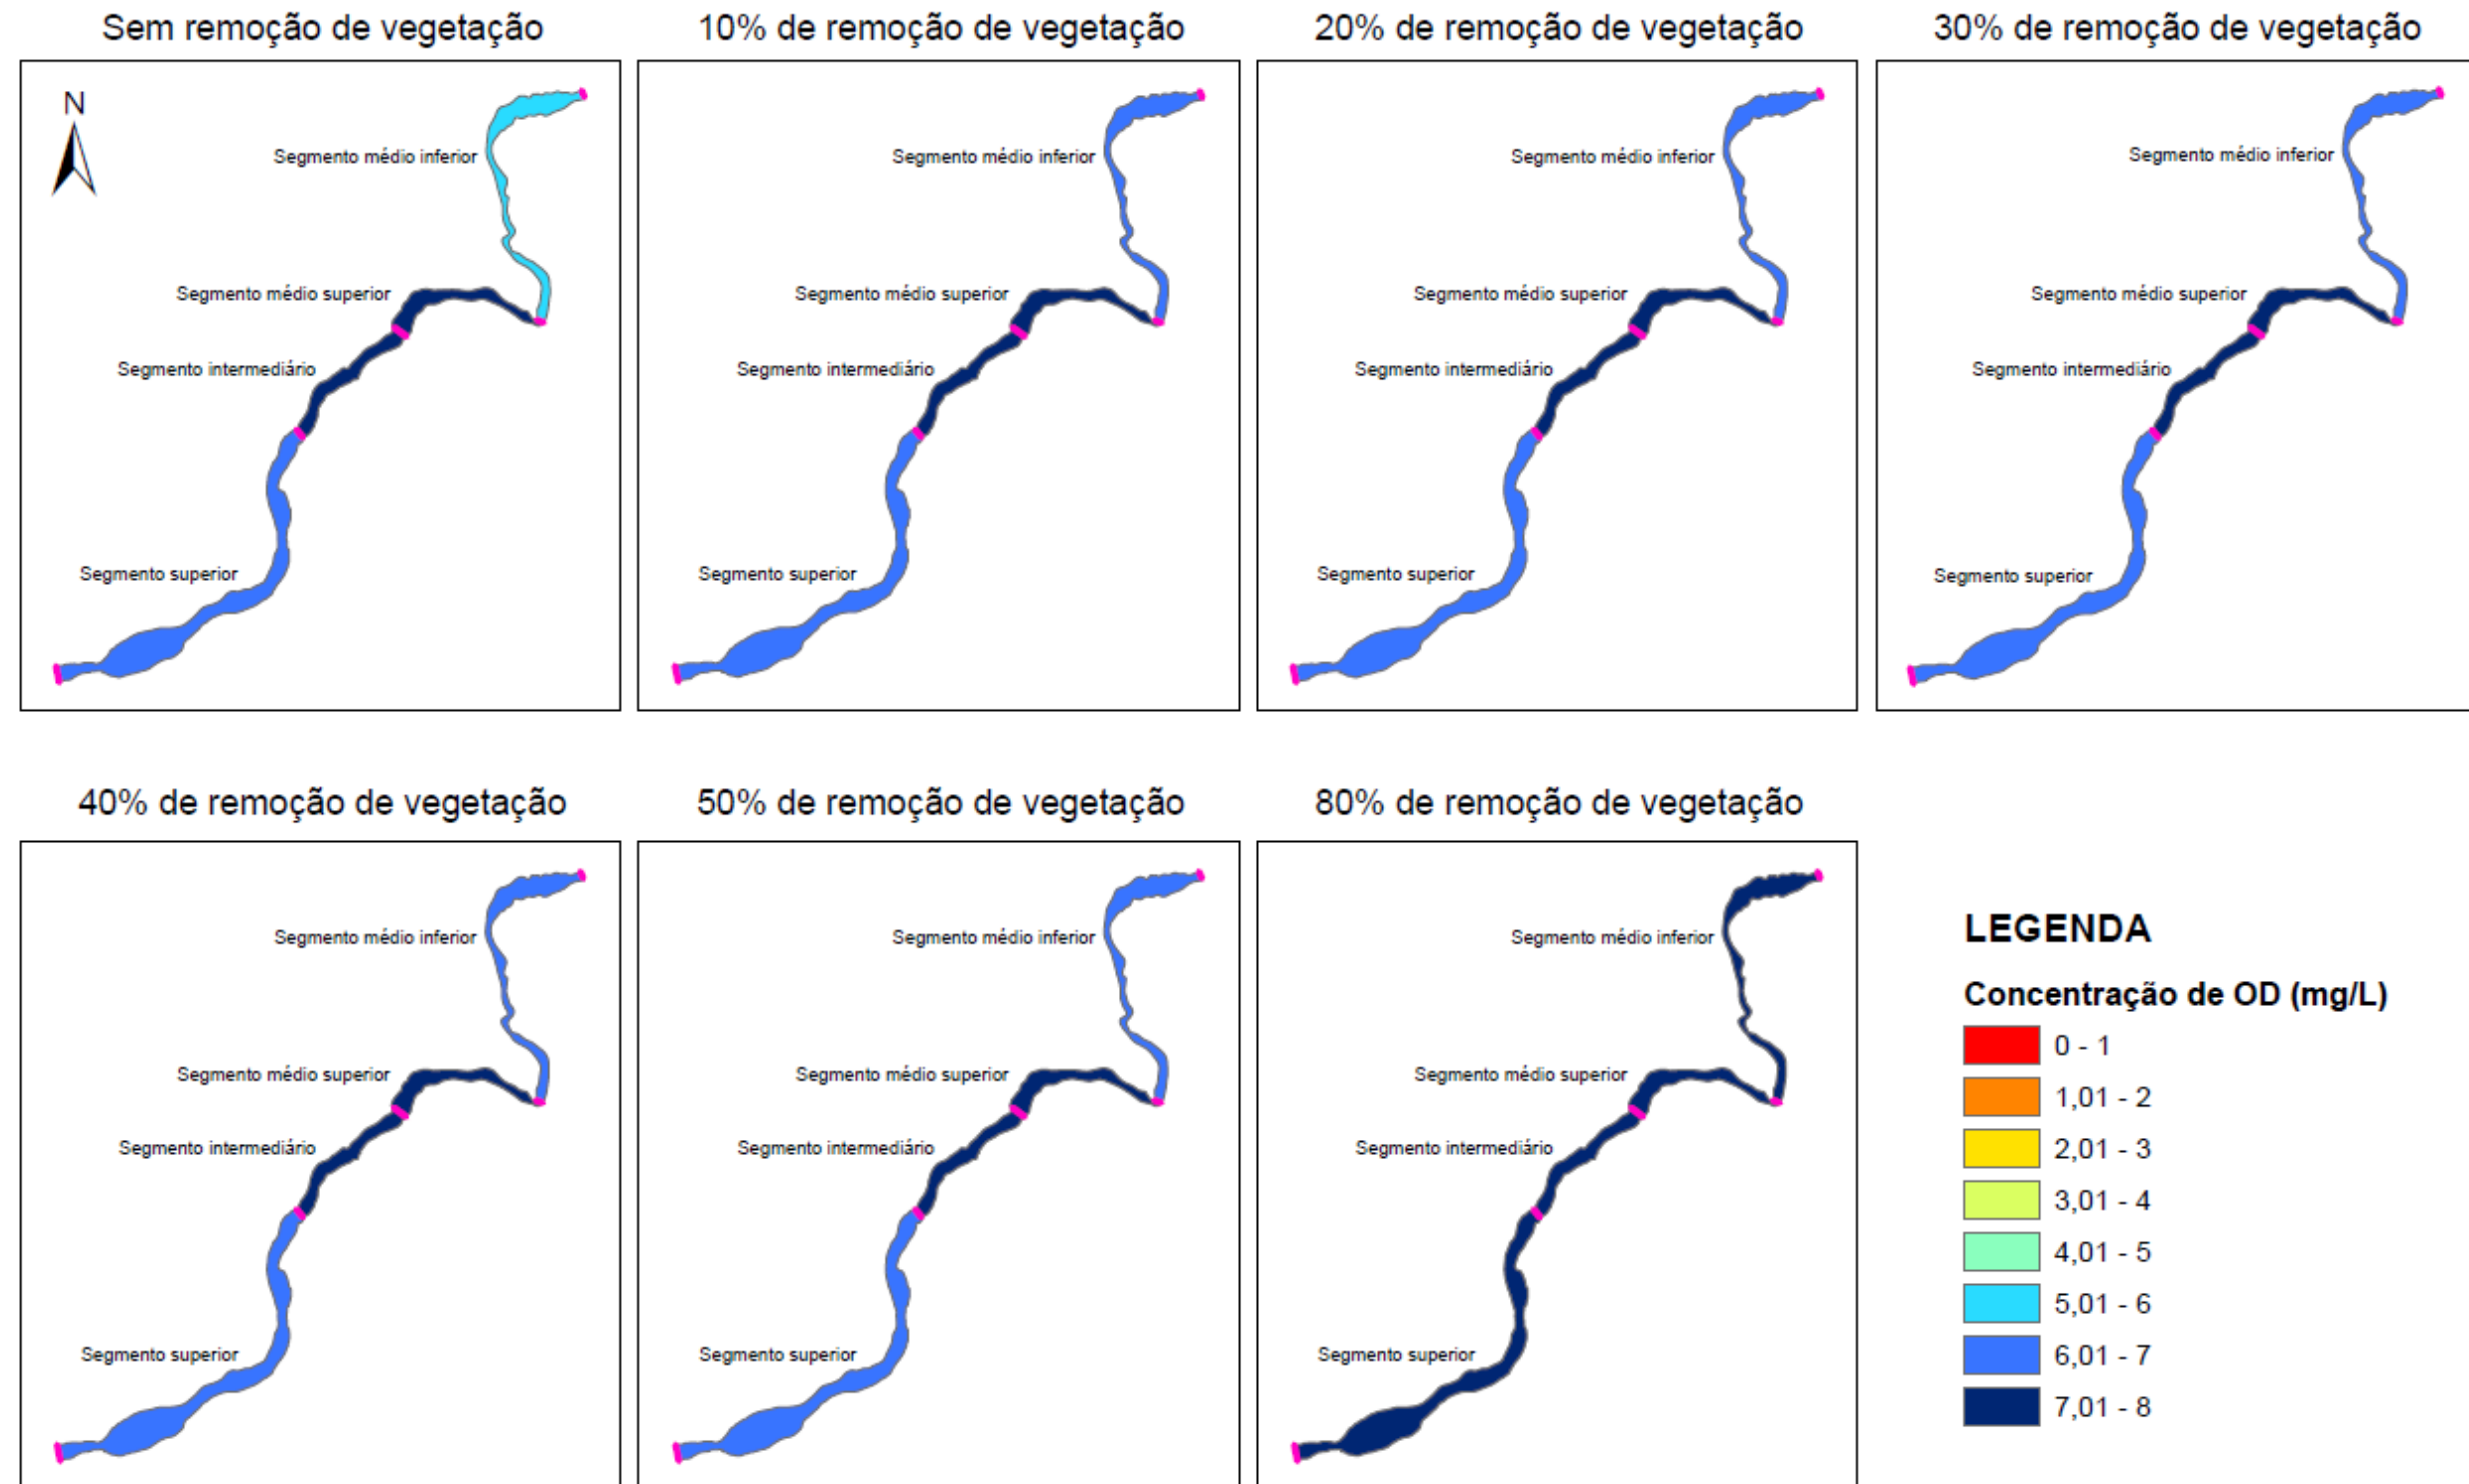 Sem remoção de vegetação
10% de remoção de vegetação
20% de remoção de vegetação
30% de remoção de vegetação
N
Segmento médio inferior
Segmento médio superior
Segmento intermediário
Segmento superior
Segmento médio inferior
Segmento médio superior
Segmento intermediário
Segmento superior
Segmento médio inferior
Segmento médio superior
Segmento intermediário
Segmento superior
Segmento médio inferior
Segmento médio superior
Segmento intermediário
Segmento superior
40% de remoção de vegetação
50% de remoção de vegetação
80% de remoção de vegetação
Segmento médio inferior
Segmento médio superior
Segmento intermediário
Segmento superior
Segmento médio inferior
Segmento médio superior
Segmento intermediário
Segmento superior
Segmento médio inferior
Segmento médio superior
Segmento intermediário
Segmento superior
LEGENDA
Concentração de OD (mg/L)
0 - 1
1,01 - 2
2,01 - 3
3,01 - 4
4,01 - 5
5,01 - 6
6,01 - 7
7,01 - 8